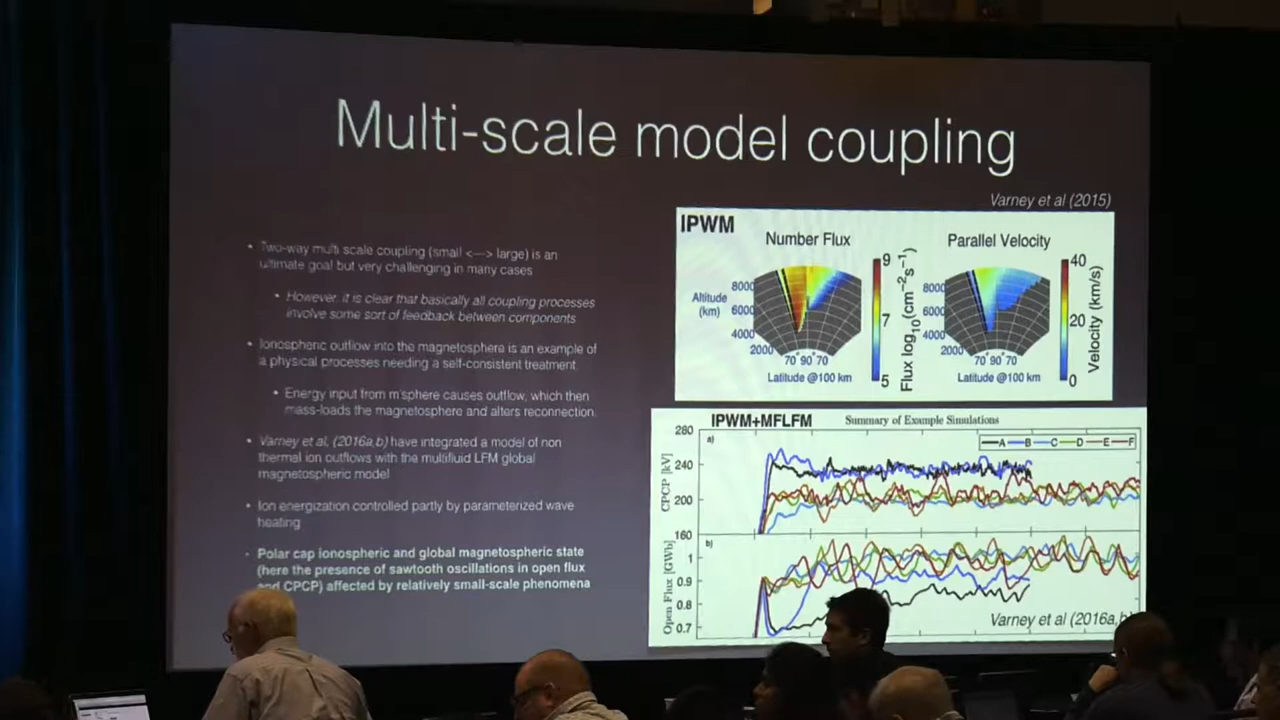 Multi-scale model coupling
Varney et al (2015)
• Two-way multi scale coupling (small <---> large) is an
ultimate goal but very challenging in many cases
• However, it is clear that basically all coupling processes
involve some sort of feedback between components
• Ionospheric outflow into the magnetosphere is an example of
a physical processes needing a self-consistent treatment.
• Energy input from m'sphere causes outflow, which then
mass-loads the magnetosphere and alters reconnection.
• Varney et al, (2016a,b) have integrated a model of non
thermal ion outflows with the multifluid LFM global
magnetospheric model
• Ion energization controlled partly by parameterized wave
heating
• Polar cap ionospheric and global magnetospheric state
(here the presence of sawtooth oscillations in open flux
and CPCP) affected by relatively small-scale phenomena
IPWM
Number Flux
Parallel Velocity
Altitude
(km)
8000
6000
4000
2000
70° 90° 70
Latitude @100 km
9
7
5
Flux log10(cm-2s-1)
8000
6000
4000
2000
70° 90° 70
Latitude @100 km
40
20
0
Velocity (km/s)
IPWM+MFLFM
Summary of Example Simulations
a)
A B C D E F
CPCP [kV]
280
240
200
160
b)
Open Flux [GWb]
1
0.9
0.8
0.7
Varney et al (2016a,b)